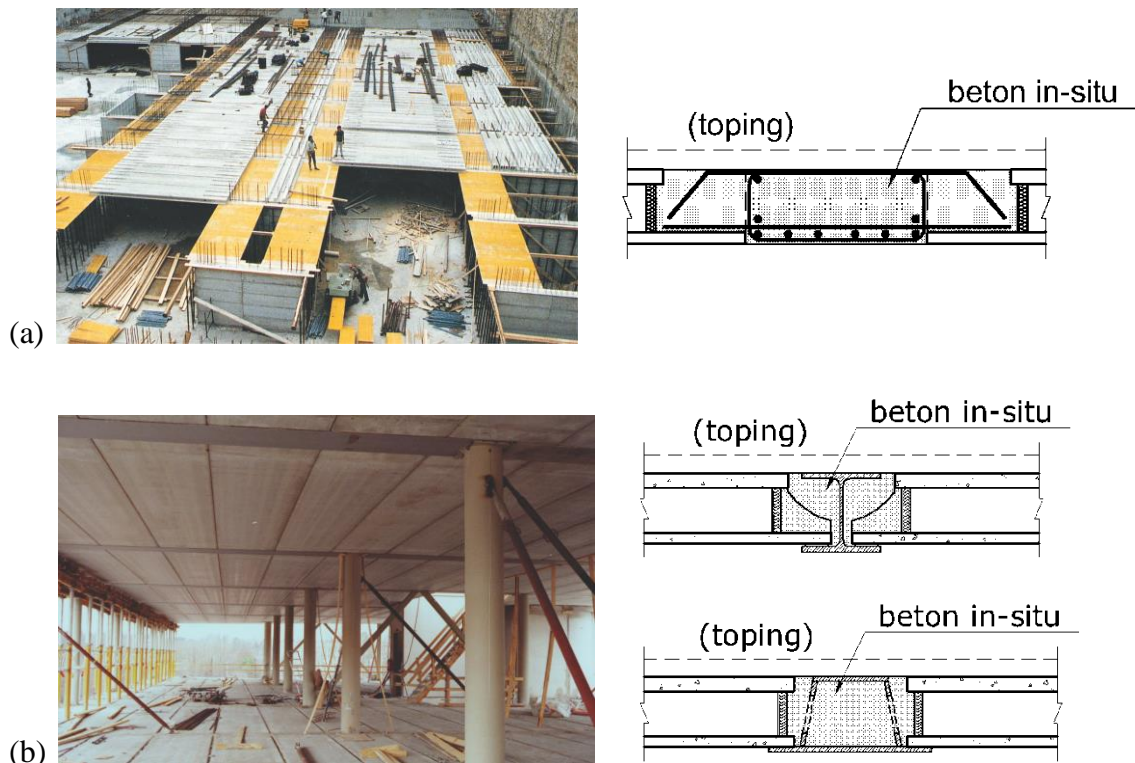 beton in-situ
(toping)
(a)
beton in-situ
(toping)
beton in-situ
(toping)
(b)